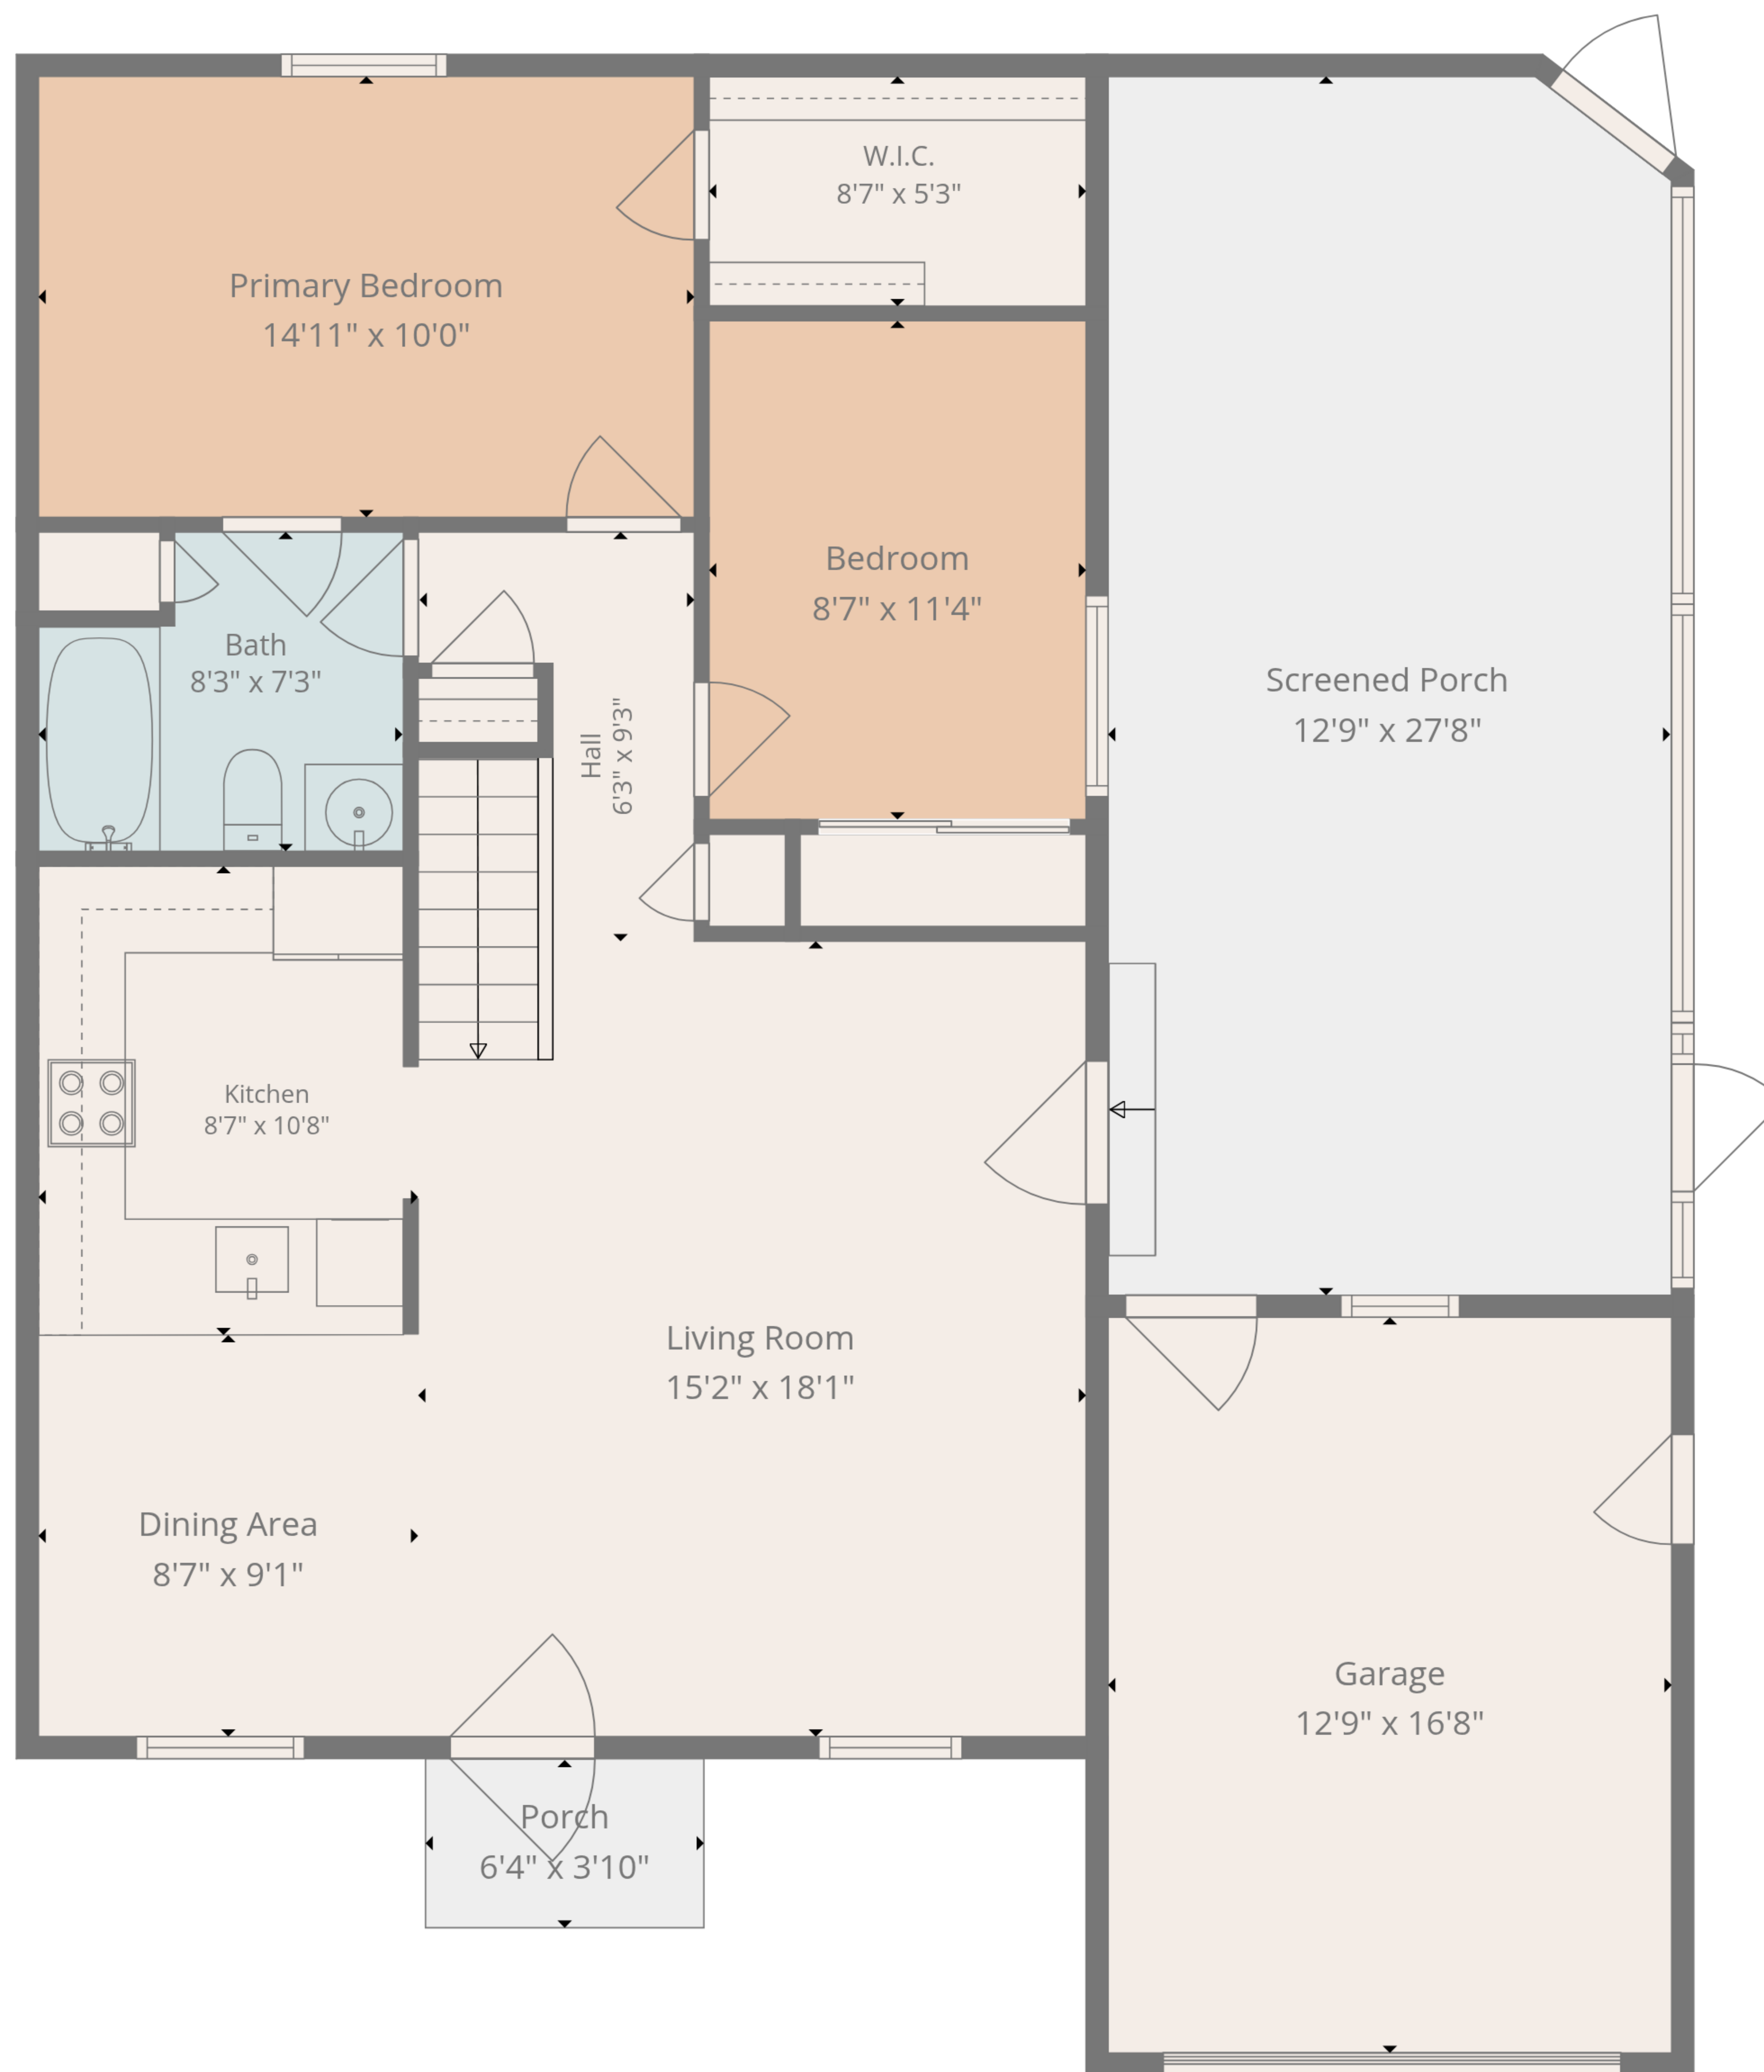 W.I.C.
8'7" x 5'3"
Primary Bedroom
14'11" x 10'0"
Bedroom
8'7" x 11'4"
Bath
8'3" x 7'3"
Screened Porch
12'9" x 27'8"
Hall
6'3" x 9'3"
Kitchen
8'7" x 10'8"
Living Room
15'2" x 18'1"
Dining Area
8'7" x 9'1"
Garage
12'9" x 16'8"
Porch
6'4" x 3'10"